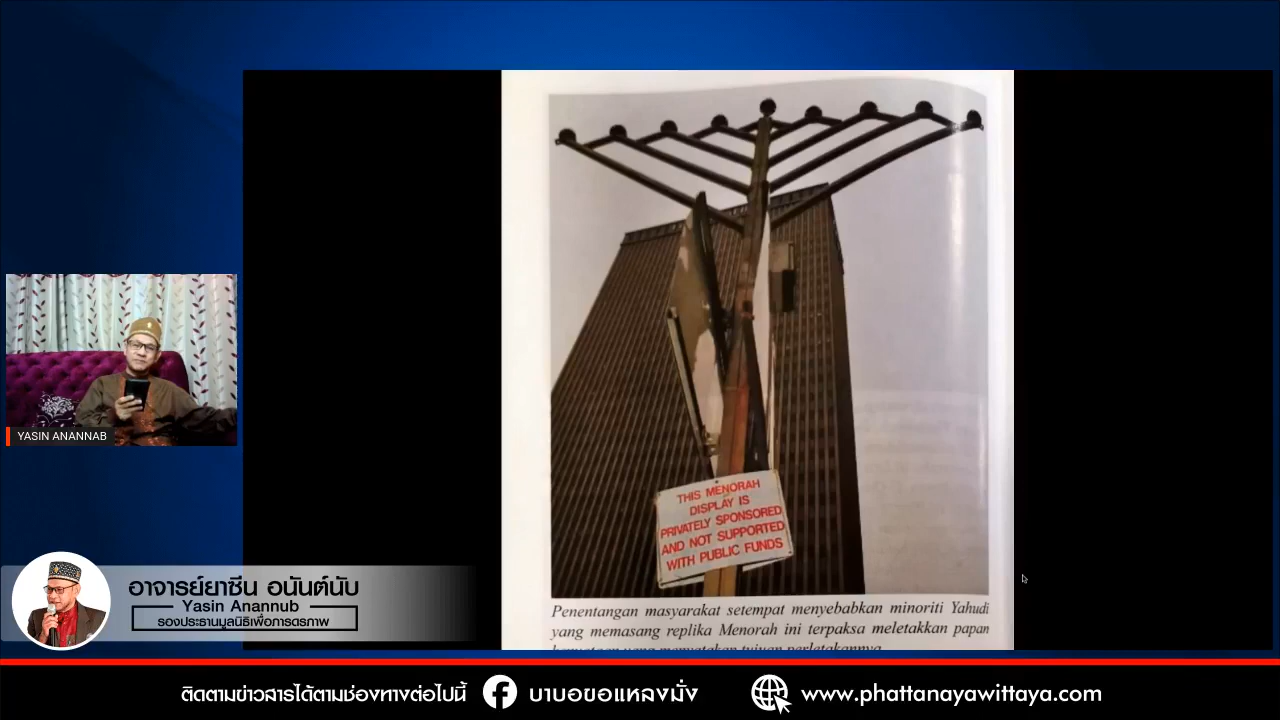 THIS MENORAH
DISPLAY IS
PRIVATELY SPONSORED
AND NOT SUPPORTED
WITH PUBLIC FUNDS
Penentangan masyarakat setempat menyebabkan minoriti Yahudi
yang memasang replika Menorah ini terpaksa meletakkan papan
kenyataan yang menyatakan tujuan perletakannya
YASIN ANANNAB
อาจารย์ยาซีน อนันต์นับ
Yasin Anannub
รองประธานมูลนิธิเพื่อการตรภาพ
ติดตามข่าวสารได้ตามช่องทางต่อไปนี้
บาบอขอแหลงมั่ง
www.phattanayawittaya.com